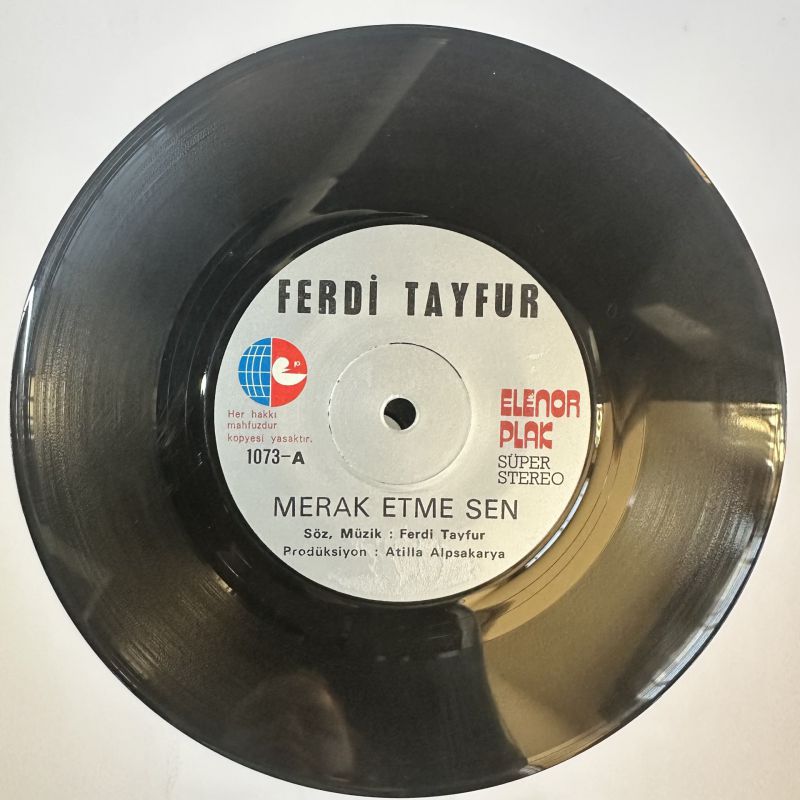 FERDİ TAYFUR
Her hakkı
mahfuzdur
kopyesi yasaktır.
1073-A
ELENOR
PLAK
SÜPER
STEREO
MERAK ETME SEN
Söz, Müzik : Ferdi Tayfur
Prodüksiyon : Atilla Alpsakarya